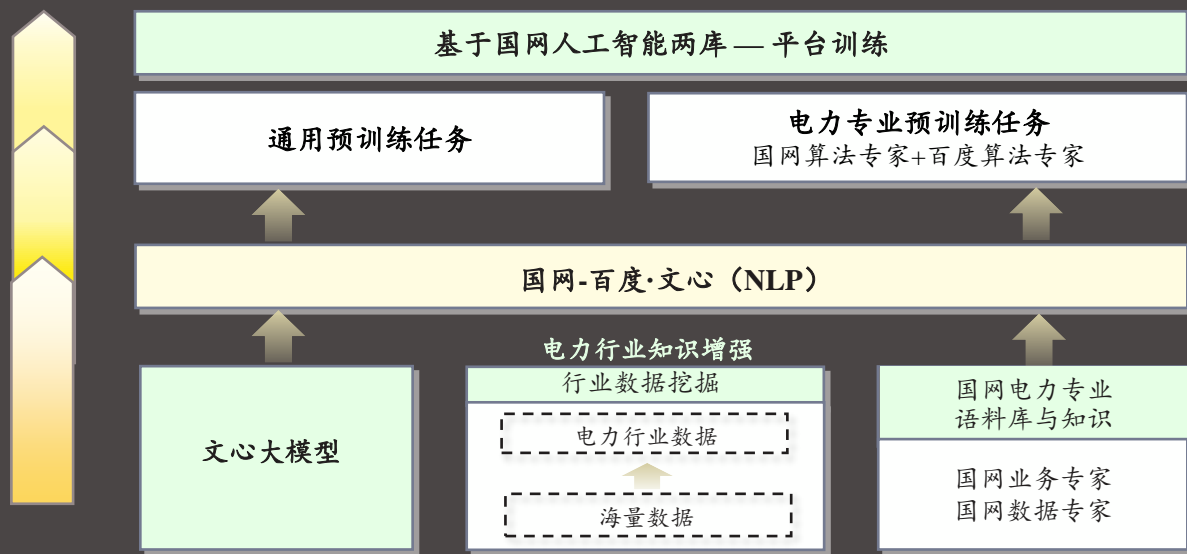 基于国网人工智能两库 — 平台训练
通用预训练任务
电力专业预训练任务
国网算法专家+百度算法专家
国网-百度·文心（NLP）
电力行业知识增强
文心大模型
行业数据挖掘
电力行业数据
海量数据
国网电力专业
语料库与知识
国网业务专家
国网数据专家